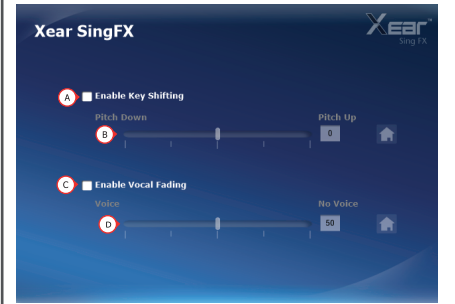 Xear SingFX
Xear™
Sing FX
A Enable Key Shifting
Pitch Down Pitch Up
B 0
C Enable Vocal Fading
Voice No Voice
D 50